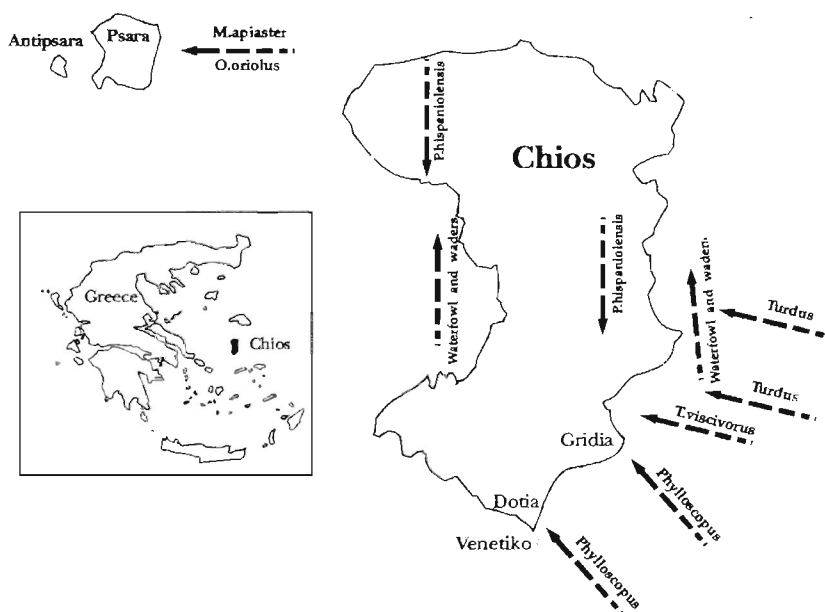 Antipsara
Psara
M.apiaster
O.oriolus
P.hispaniolensis
Chios
Waterfowl and waders
P.hispaniolensis
Waterfowl and waders
Turdus
Turdus
T.viscivorus
Gridia
Phylloscopus
Dotia
Venetiko
Phylloscopus
Greece
Chios